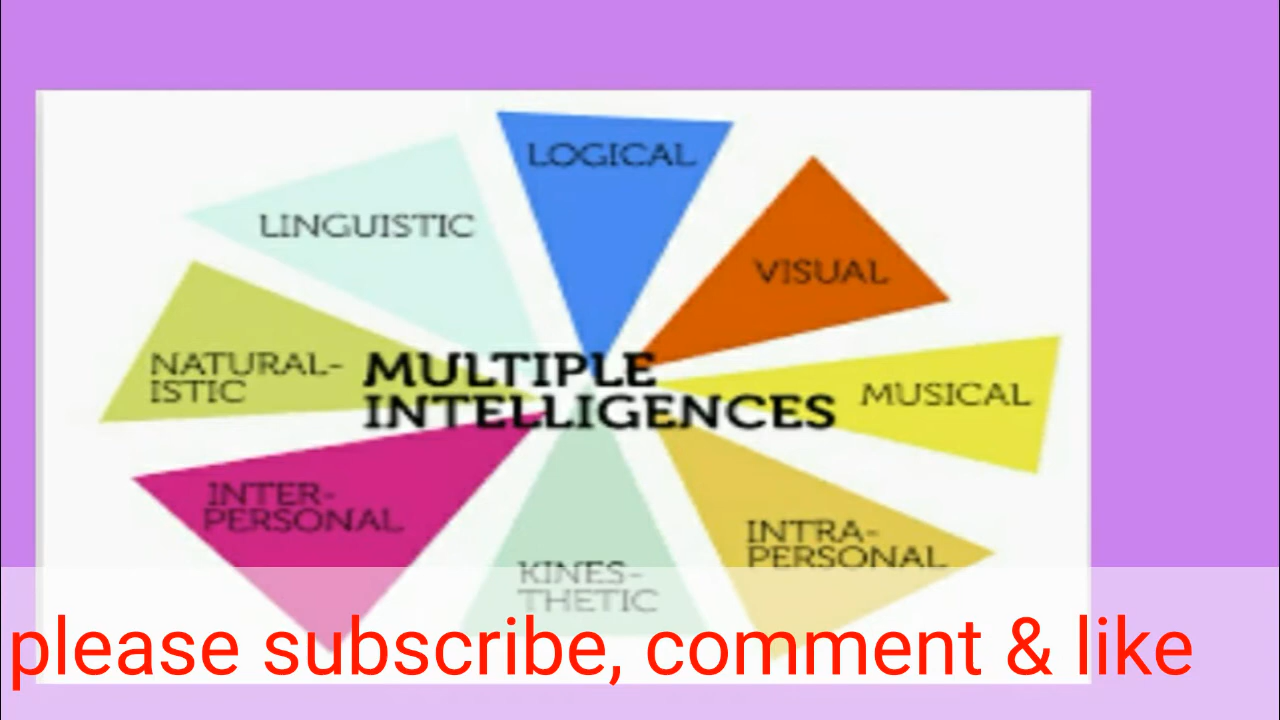 LOGICAL
LINGUISTIC
VISUAL
NATURAL-
ISTIC
MULTIPLE
INTELLIGENCES
MUSICAL
INTER-
PERSONAL
INTRA-
PERSONAL
KINES-
THETIC
please subscribe, comment & like